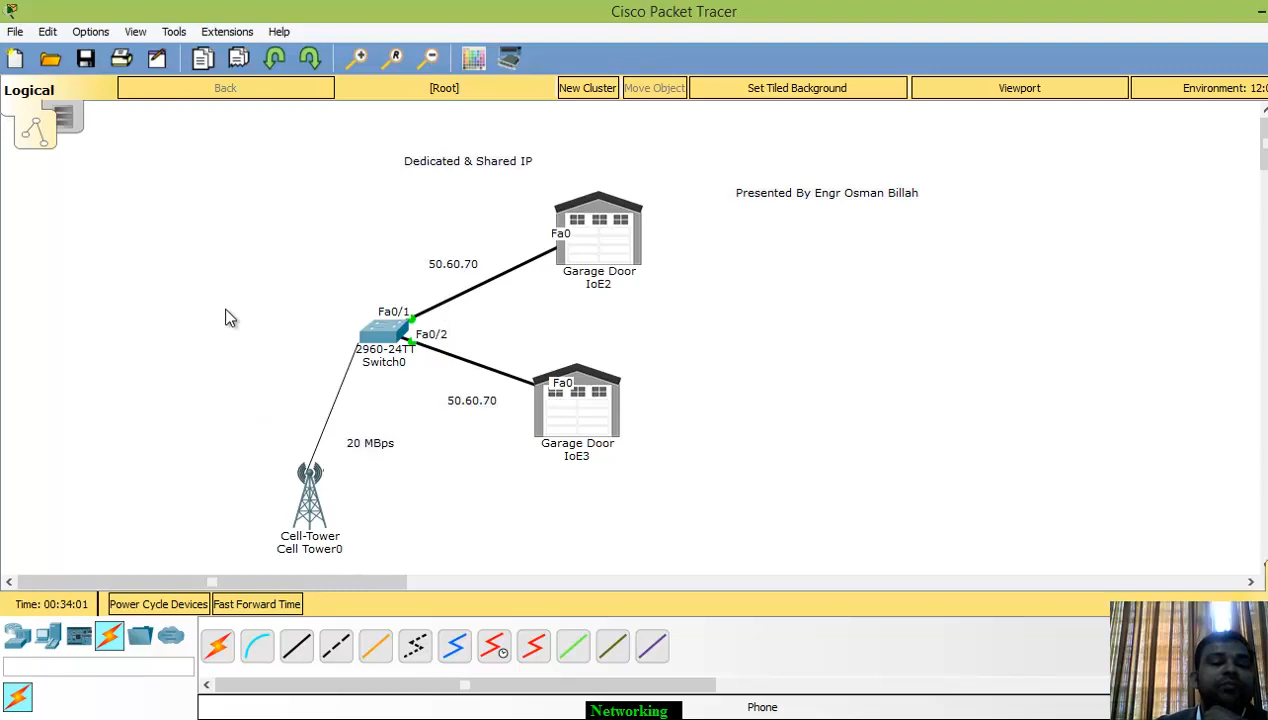 Cisco Packet Tracer
File Edit Options View Tools Extensions Help
R
Logical Back [Root] New Cluster Move Object Set Tiled Background Viewport Environment: 12:0
Dedicated & Shared IP
Presented By Engr Osman Billah
Fa0
50.60.70
Garage Door
IoE2
Fa0/1
Fa0/2
2960-24TT
Switch0
Fa0
50.60.70
20 MBps
Garage Door
IoE3
Cell-Tower
Cell Tower0
Time: 00:34:01 Power Cycle Devices Fast Forward Time
Networking
Phone